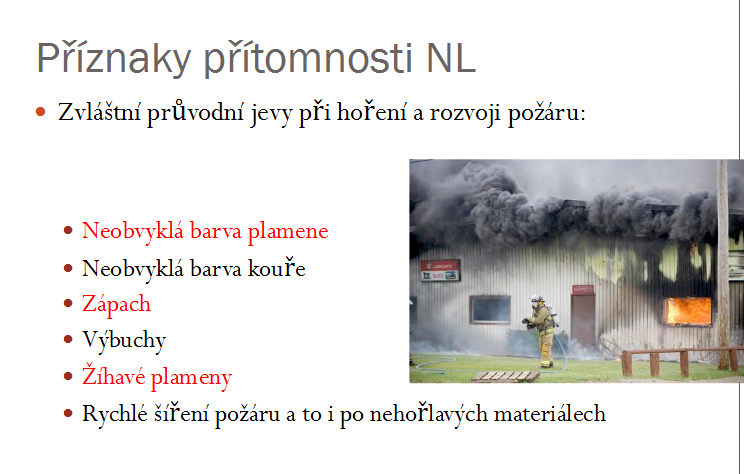 Příznaky přítomnosti NL
Zvláštní průvodní jevy při hoření a rozvoji požáru:
Neobvyklá barva plamene
Neobvyklá barva kouře
Zápach
Výbuchy
Žíhavé plameny
Rychlé šíření požáru a to i po nehořlavých materiálech